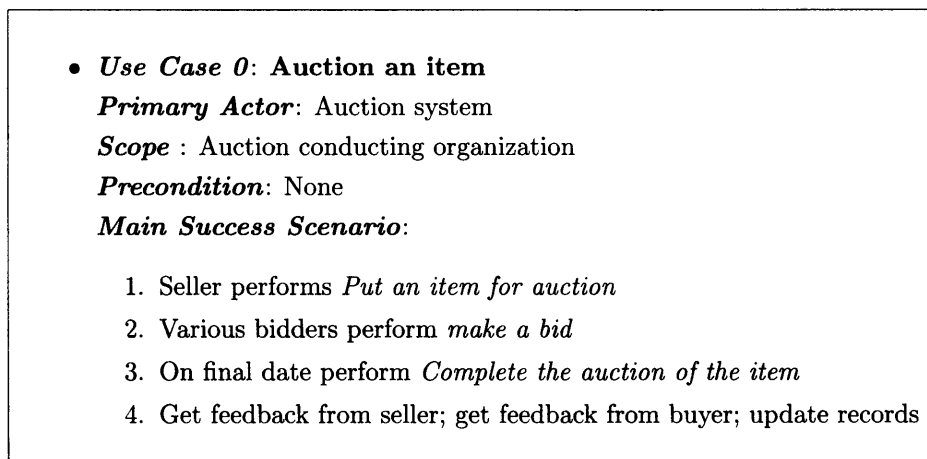 • Use Case 0: Auction an item
Primary Actor: Auction system
Scope : Auction conducting organization
Precondition: None
Main Success Scenario:
1. Seller performs Put an item for auction
2. Various bidders perform make a bid
3. On final date perform Complete the auction of the item
4. Get feedback from seller; get feedback from buyer; update records